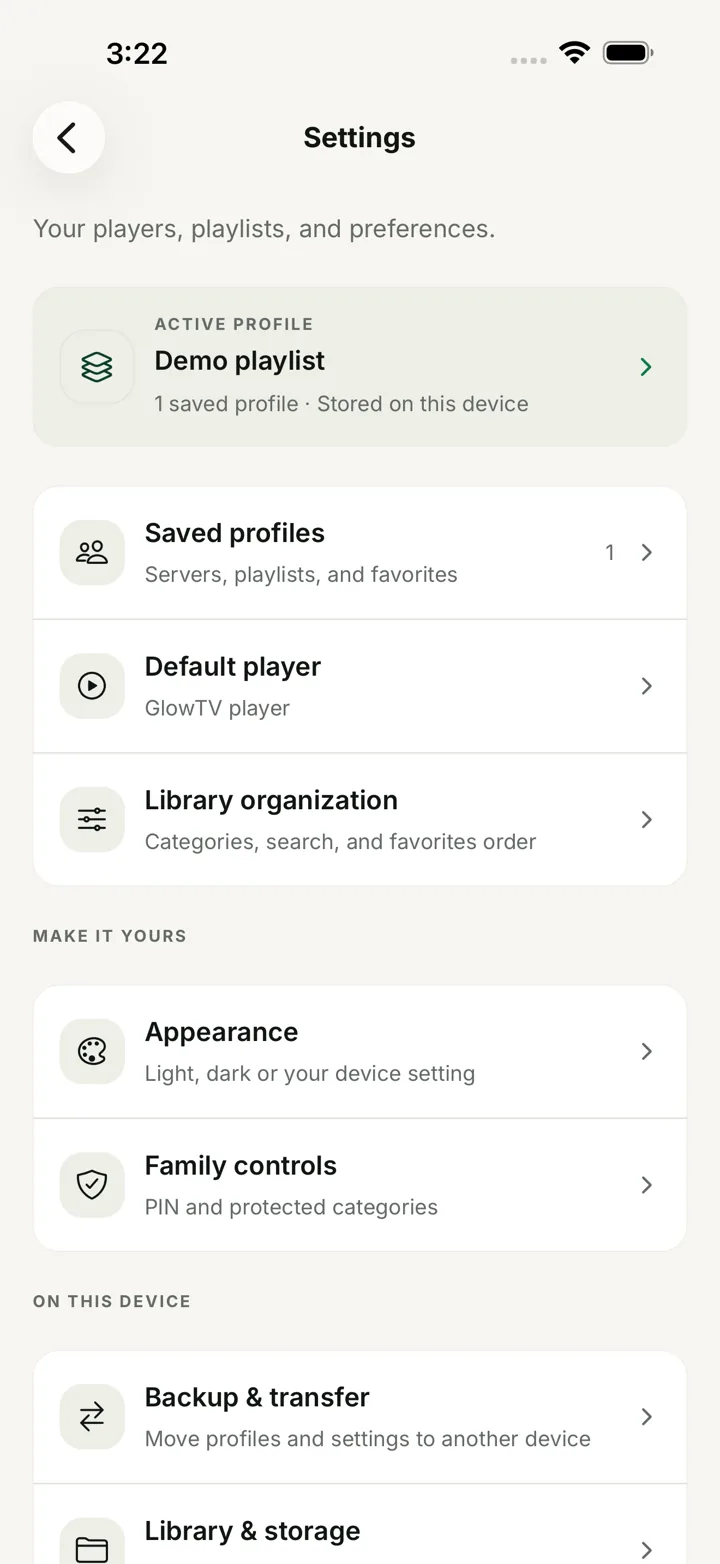 3:22
Settings
Your players, playlists, and preferences.
ACTIVE PROFILE
Demo playlist
1 saved profile · Stored on this device
Saved profiles
Servers, playlists, and favorites
1
Default player
GlowTV player
Library organization
Categories, search, and favorites order
MAKE IT YOURS
Appearance
Light, dark or your device setting
Family controls
PIN and protected categories
ON THIS DEVICE
Backup & transfer
Move profiles and settings to another device
Library & storage